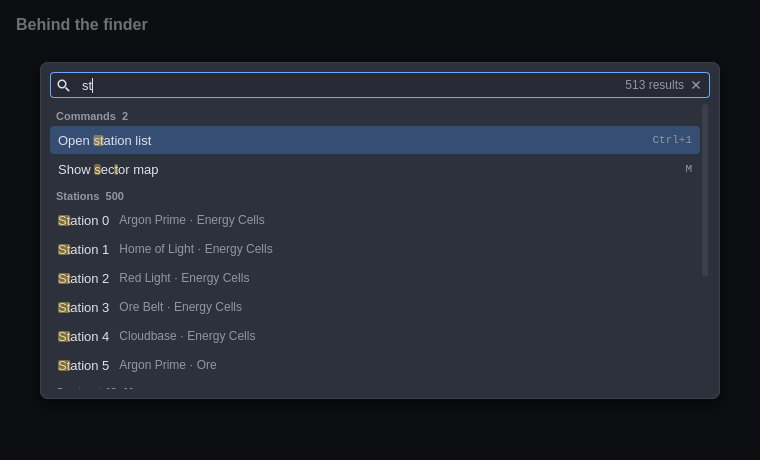 Behind the finder
st 513 results
Commands 2
Open station list Ctrl+1
Show sector map M
Stations 500
Station 0 Argon Prime · Energy Cells
Station 1 Home of Light · Energy Cells
Station 2 Red Light · Energy Cells
Station 3 Ore Belt · Energy Cells
Station 4 Cloudbase · Energy Cells
Station 5 Argon Prime · Ore